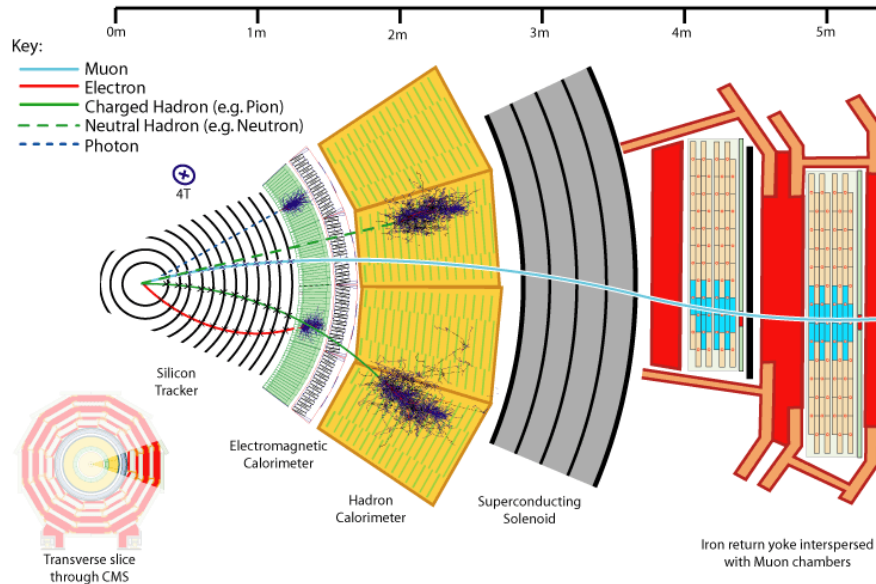 0m 1m 2m 3m 4m 5m
Key:
Muon
Electron
Charged Hadron (e.g. Pion)
Neutral Hadron (e.g. Neutron)
Photon
4T
Silicon
Tracker
Electromagnetic
Calorimeter
Hadron
Calorimeter
Superconducting
Solenoid
Iron return yoke interspersed
with Muon chambers
Transverse slice
through CMS